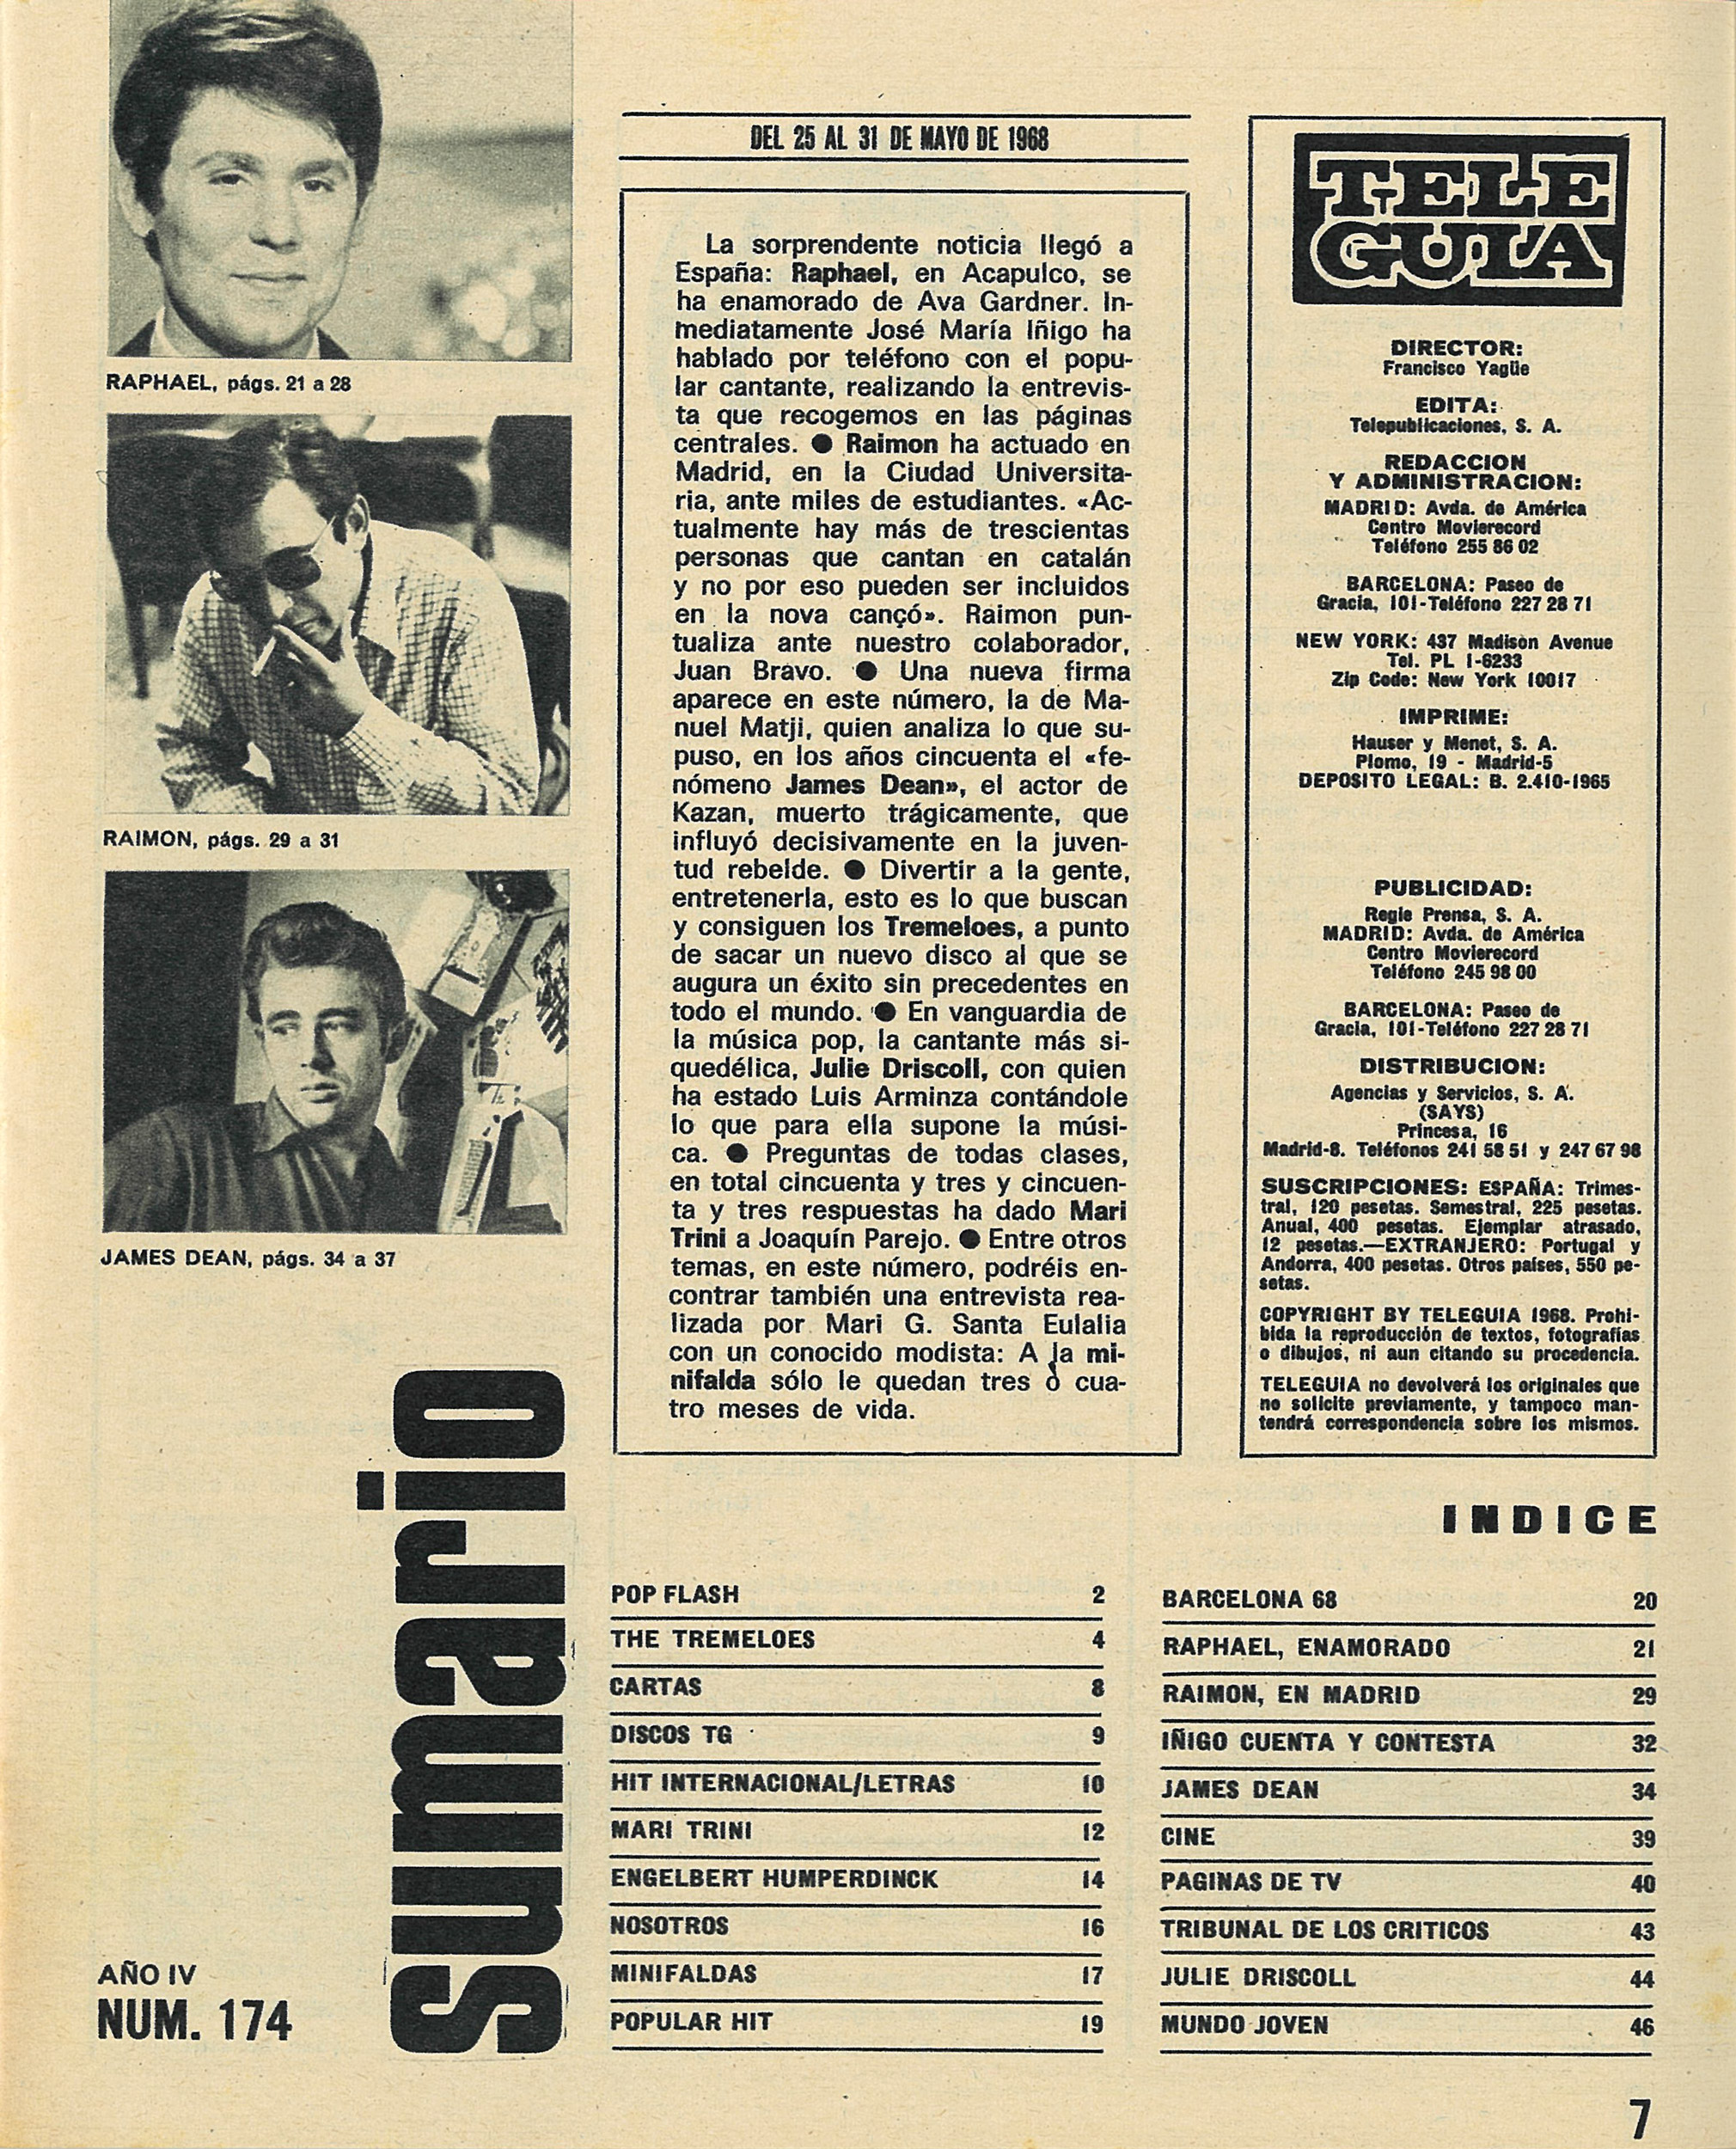 RAPHAEL, págs. 21 a 28
RAIMON, págs. 29 a 31
JAMES DEAN, págs. 34 a 37
sumario
AÑO IV
NUM. 174
DEL 25 AL 31 DE MAYO DE 1968
La sorprendente noticia llegó a
España: Raphael, en Acapulco, se
ha enamorado de Ava Gardner. In-
mediatamente José María Iñigo ha
hablado por teléfono con el popu-
lar cantante, realizando la entrevis-
ta que recogemos en las páginas
centrales. ● Raimon ha actuado en
Madrid, en la Ciudad Universita-
ria, ante miles de estudiantes. «Ac-
tualmente hay más de trescientas
personas que cantan en catalán
y no por eso pueden ser incluidos
en la nova cançó». Raimon pun-
tualiza ante nuestro colaborador,
Juan Bravo. ● Una nueva firma
aparece en este número, la de Ma-
nuel Matji, quien analiza lo que su-
puso, en los años cincuenta el «fe-
nómeno James Dean», el actor de
Kazan, muerto trágicamente, que
influyó decisivamente en la juven-
tud rebelde. ● Divertir a la gente,
entretenerla, esto es lo que buscan
y consiguen los Tremeloes, a punto
de sacar un nuevo disco al que se
augura un éxito sin precedentes en
todo el mundo. ● En vanguardia de
la música pop, la cantante más si-
quedélica, Julie Driscoll, con quien
ha estado Luis Arminza contándole
lo que para ella supone la músi-
ca. ● Preguntas de todas clases,
en total cincuenta y tres y cincuen-
ta y tres respuestas ha dado Mari
Trini a Joaquín Parejo. ● Entre otros
temas, en este número, podréis en-
contrar también una entrevista rea-
lizada por Mari G. Santa Eulalia
con un conocido modista: A la mi-
nifalda sólo le quedan tres ó cua-
tro meses de vida.
TELE
GUIA
DIRECTOR:
Francisco Yagüe
EDITA:
Telepublicaciones, S. A.
REDACCION
Y ADMINISTRACION:
MADRID: Avda. de América
Centro Movierecord
Teléfono 255 86 02
BARCELONA: Paseo de
Gracia, 101-Teléfono 227 28 71
NEW YORK: 437 Madison Avenue
Tel. PL 1-6233
Zip Code: New York 10017
IMPRIME:
Hauser y Menet, S. A.
Plomo, 19 - Madrid-5
DEPOSITO LEGAL: B. 2.410-1965
PUBLICIDAD:
Regie Prensa, S. A.
MADRID: Avda. de América
Centro Movierecord
Teléfono 245 98 00
BARCELONA: Paseo de
Gracia, 101-Teléfono 227 28 71
DISTRIBUCION:
Agencias y Servicios, S. A.
(SAYS)
Princesa, 16
Madrid-8. Teléfonos 241 58 51 y 247 67 98
SUSCRIPCIONES: ESPAÑA: Trimes-
tral, 120 pesetas. Semestral, 225 pesetas.
Anual, 400 pesetas. Ejemplar atrasado,
12 pesetas.—EXTRANJERO: Portugal y
Andorra, 400 pesetas. Otros países, 550 pe-
setas.
COPYRIGHT BY TELEGUIA 1968. Prohi-
bida la reproducción de textos, fotografías
o dibujos, ni aun citando su procedencia.
TELEGUIA no devolverá los originales que
no solicite previamente, y tampoco man-
tendrá correspondencia sobre los mismos.
INDICE
POP FLASH 2
THE TREMELOES 4
CARTAS 8
DISCOS TG 9
HIT INTERNACIONAL/LETRAS 10
MARI TRINI 12
ENGELBERT HUMPERDINCK 14
NOSOTROS 16
MINIFALDAS 17
POPULAR HIT 19
BARCELONA 68 20
RAPHAEL, ENAMORADO 21
RAIMON, EN MADRID 29
IÑIGO CUENTA Y CONTESTA 32
JAMES DEAN 34
CINE 39
PAGINAS DE TV 40
TRIBUNAL DE LOS CRITICOS 43
JULIE DRISCOLL 44
MUNDO JOVEN 46
7